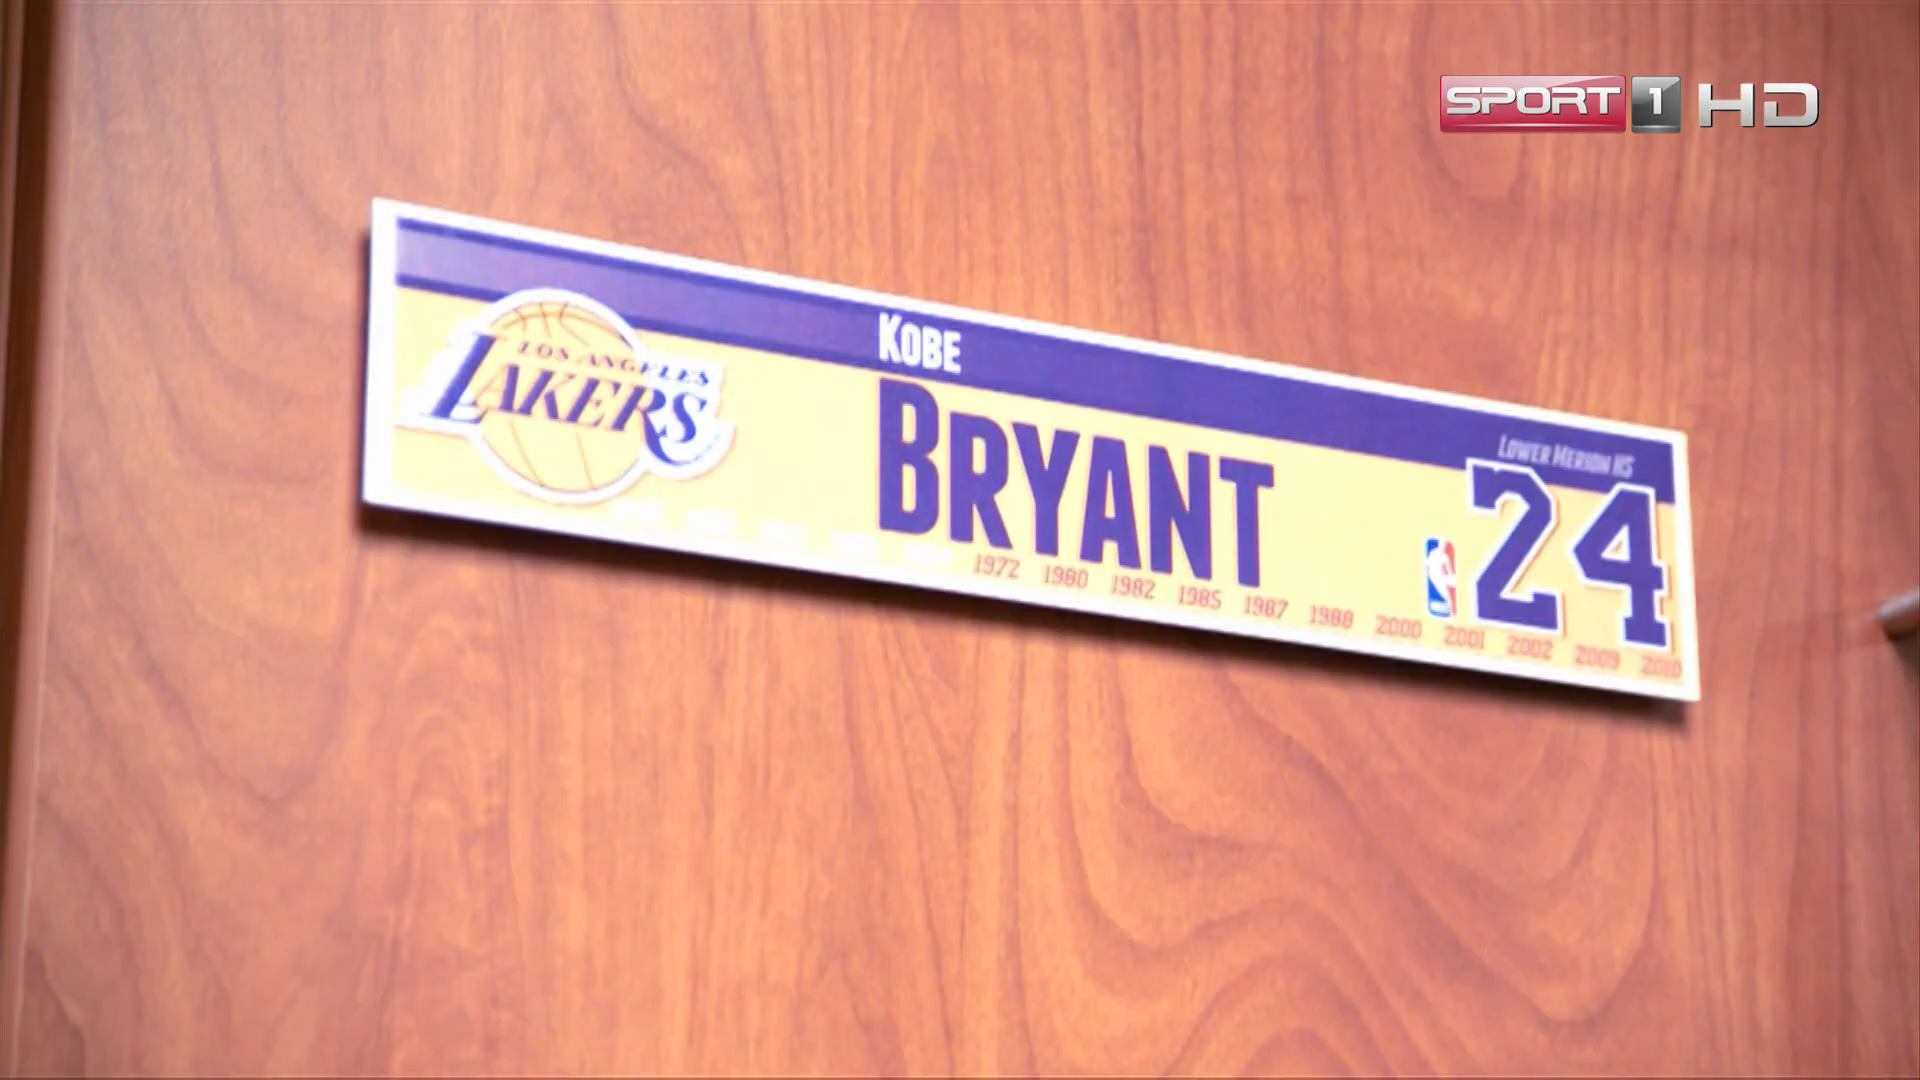 SPORT 1 HD
KOBE
LOS ANGELES
LAKERS
BRYANT
LOWER MERION HS
24
1972 1980 1982 1985 1987 1988 2000 2001 2002 2009 2010